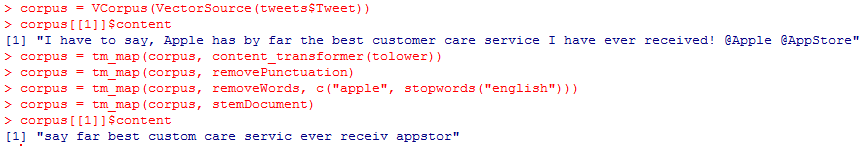 > corpus = VCorpus(VectorSource(tweets$Tweet))
> corpus[[1]]$content
[1] "I have to say, Apple has by far the best customer care service I have ever received! @Apple @AppStore"
> corpus = tm_map(corpus, content_transformer(tolower))
> corpus = tm_map(corpus, removePunctuation)
> corpus = tm_map(corpus, removeWords, c("apple", stopwords("english")))
> corpus = tm_map(corpus, stemDocument)
> corpus[[1]]$content
[1] "say far best custom care servic ever receiv appstor"